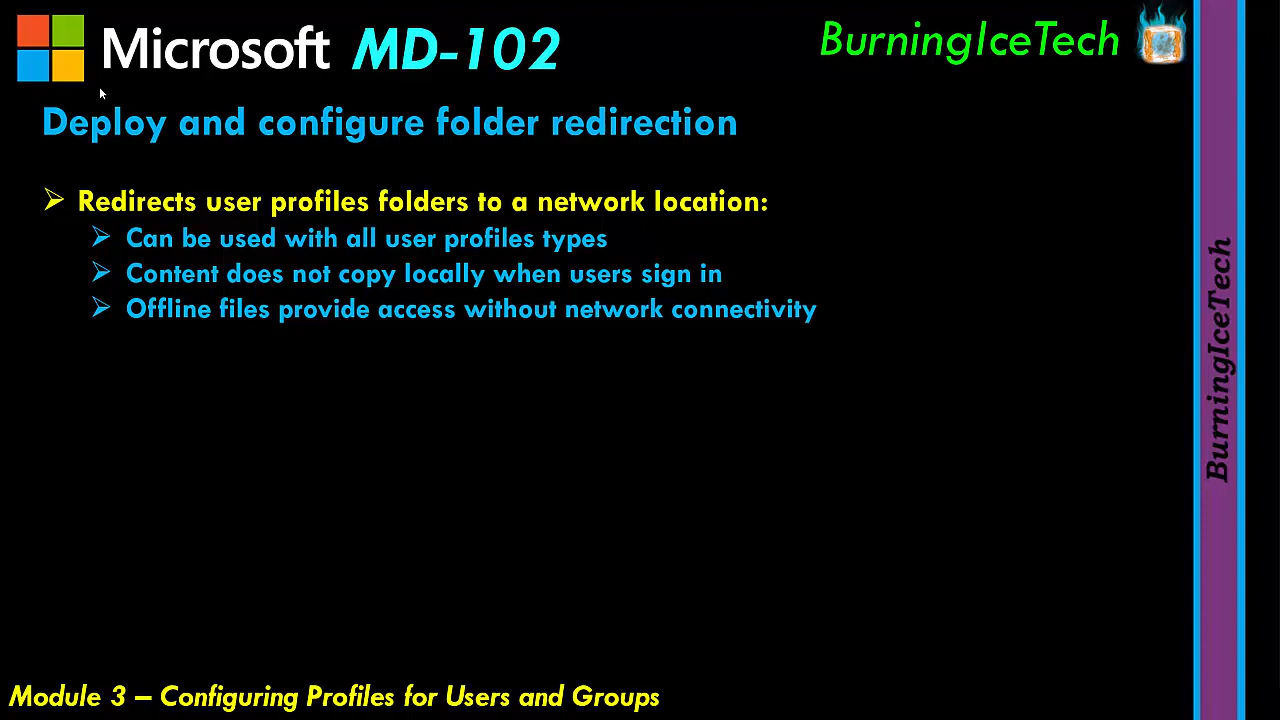 Microsoft MD-102
BurningIceTech
Deploy and configure folder redirection
Redirects user profiles folders to a network location:
Can be used with all user profiles types
Content does not copy locally when users sign in
Offline files provide access without network connectivity
BurningIceTech
Module 3 – Configuring Profiles for Users and Groups